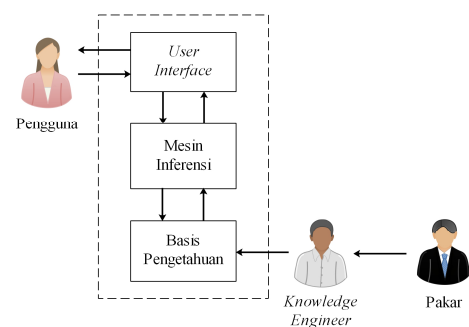 User
Interface
Pengguna
Mesin
Inferensi
Basis
Pengetahuan
Knowledge
Engineer
Pakar